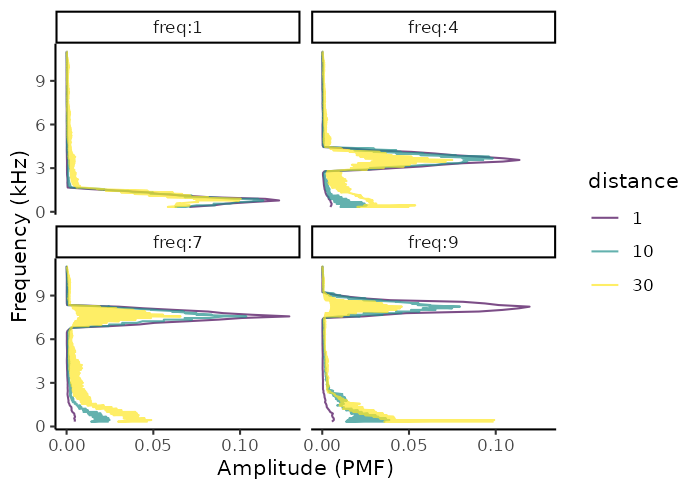 freq:1
freq:4
9
6
3
0
freq:7
freq:9
9
6
3
0
0.00
0.05
0.10
0.00
0.05
0.10
Amplitude (PMF)
Frequency (kHz)
distance
1
10
30